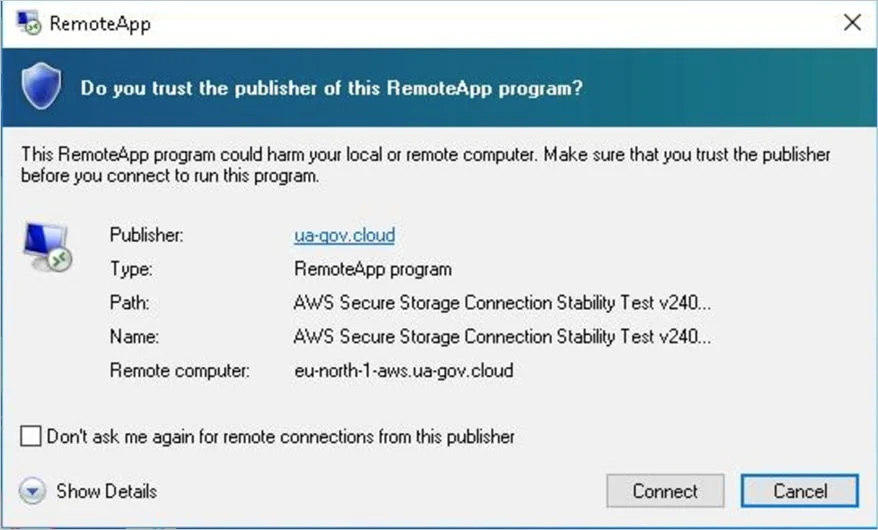 RemoteApp
Do you trust the publisher of this RemoteApp program?
This RemoteApp program could harm your local or remote computer. Make sure that you trust the publisher
before you connect to run this program.
Publisher: ua-gov.cloud
Type: RemoteApp program
Path: AWS Secure Storage Connection Stability Test v240...
Name: AWS Secure Storage Connection Stability Test v240...
Remote computer: eu-north-1-aws.ua-gov.cloud
Don't ask me again for remote connections from this publisher
Show Details Connect Cancel